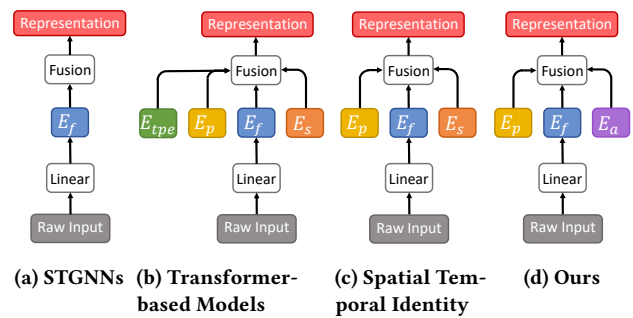 Representation Representation Representation Representation
Fusion Fusion Fusion Fusion
E_f E_tpe E_p E_f E_s E_p E_f E_s E_p E_f E_a
Linear Linear Linear Linear
Raw Input Raw Input Raw Input Raw Input
(a) STGNNs (b) Transformer- (c) Spatial Tem- (d) Ours
based Models poral Identity